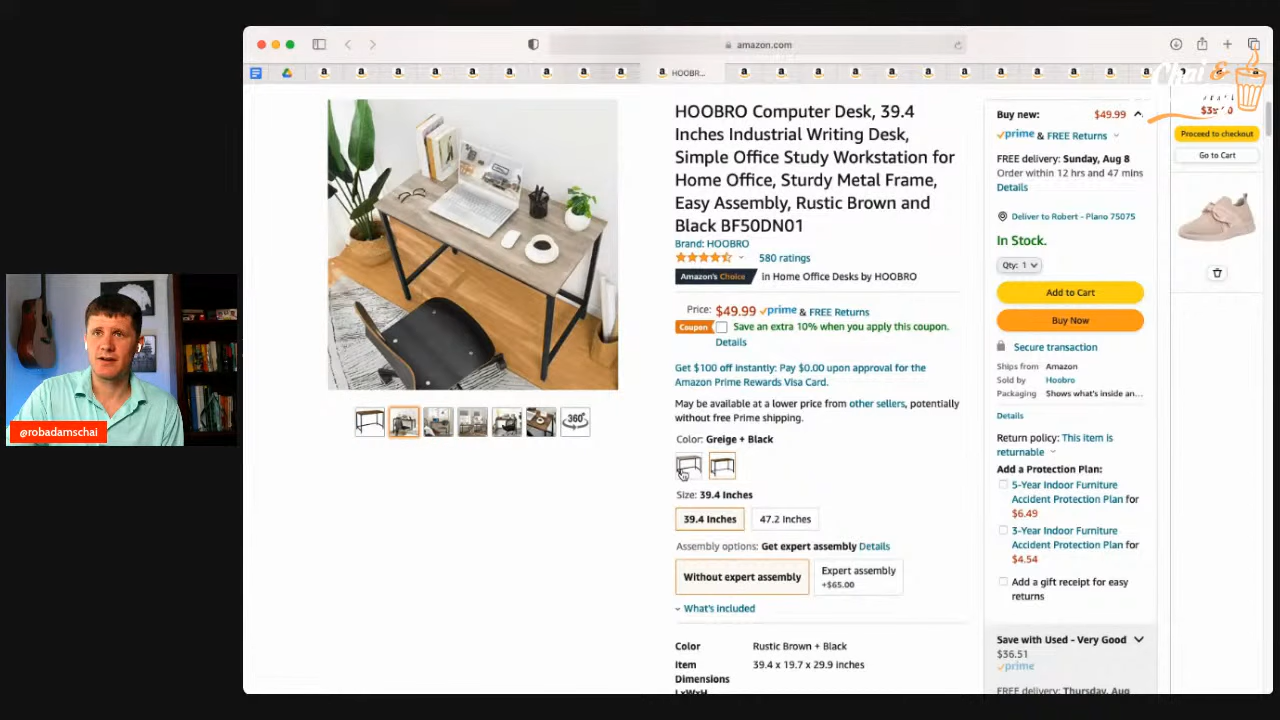 amazon.com
Chai &
HOOBR...
HOOBRO Computer Desk, 39.4
Inches Industrial Writing Desk,
Simple Office Study Workstation for
Home Office, Sturdy Metal Frame,
Easy Assembly, Rustic Brown and
Black BF50DN01
Brand: HOOBRO
580 ratings
Amazon's Choice in Home Office Desks by HOOBRO
Price: $49.99 prime & FREE Returns
Coupon Save an extra 10% when you apply this coupon.
Details
Get $100 off instantly: Pay $0.00 upon approval for the
Amazon Prime Rewards Visa Card.
May be available at a lower price from other sellers, potentially
without free Prime shipping.
Color: Greige + Black
360°
Size: 39.4 Inches
39.4 Inches 47.2 Inches
Assembly options: Get expert assembly Details
Without expert assembly
Expert assembly
+$65.00
What's included
Color Rustic Brown + Black
Item 39.4 x 19.7 x 29.9 inches
Dimensions
LxWxH
Buy new: $49.99
prime & FREE Returns
FREE delivery: Sunday, Aug 8
Order within 12 hrs and 47 mins
Details
Deliver to Robert - Plano 75075
In Stock.
Qty: 1
Add to Cart
Buy Now
Secure transaction
Ships from Amazon
Sold by Hoobro
Packaging Shows what's inside an...
Details
Return policy: This item is
returnable
Add a Protection Plan:
5-Year Indoor Furniture
Accident Protection Plan for
$6.49
3-Year Indoor Furniture
Accident Protection Plan for
$4.54
Add a gift receipt for easy
returns
Save with Used - Very Good
$36.51
prime
FREE delivery: Thursday, Aug
Proceed to checkout
Go to Cart
@robadamschai